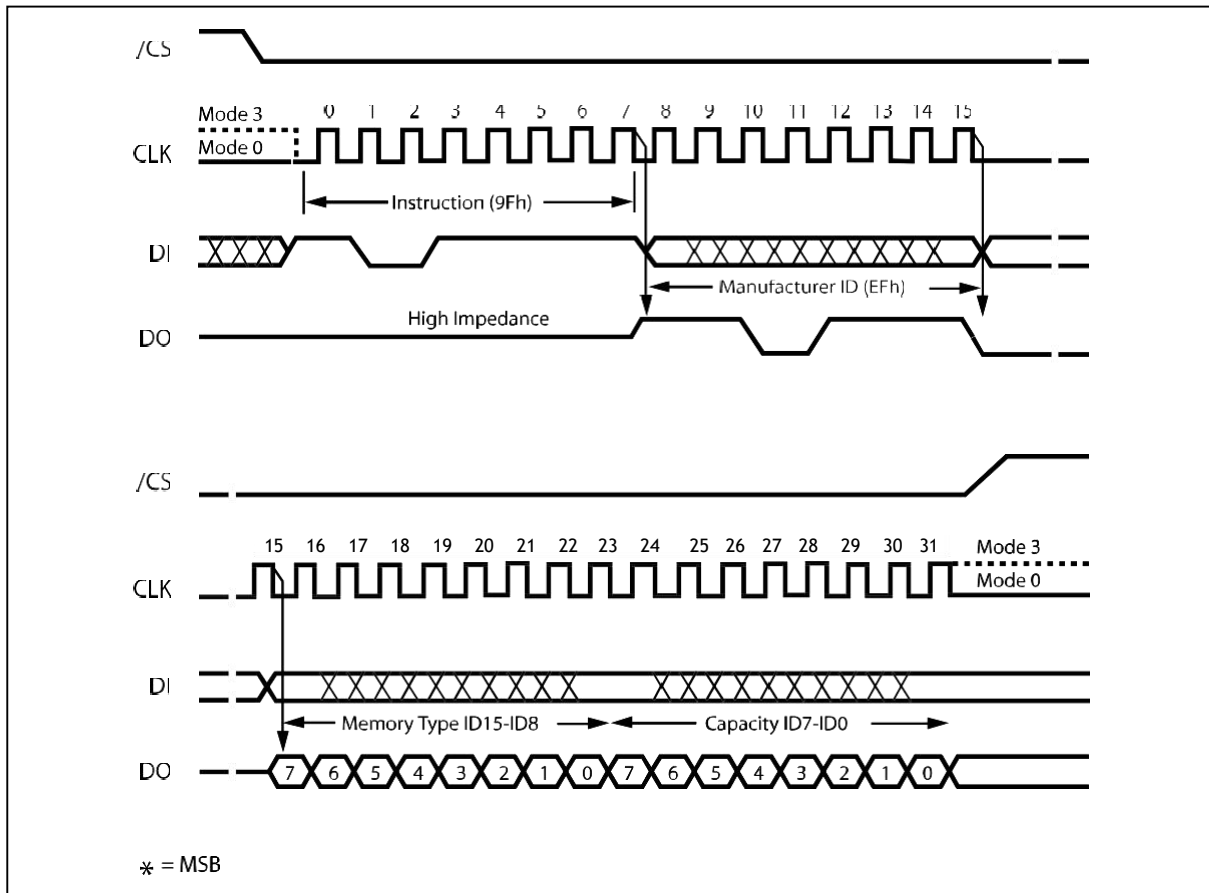 /CS
Mode 3
0 1 2 3 4 5 6 7 8 9 10 11 12 13 14 15
CLK
Mode 0
Instruction (9Fh)
DI
Manufacturer ID (EFh)
High Impedance
DO
/CS
15 16 17 18 19 20 21 22 23 24 25 26 27 28 29 30 31
Mode 3
CLK
Mode 0
DI
Memory Type ID15-ID8
Capacity ID7-ID0
DO
7 6 5 4 3 2 1 0 7 6 5 4 3 2 1 0
* = MSB